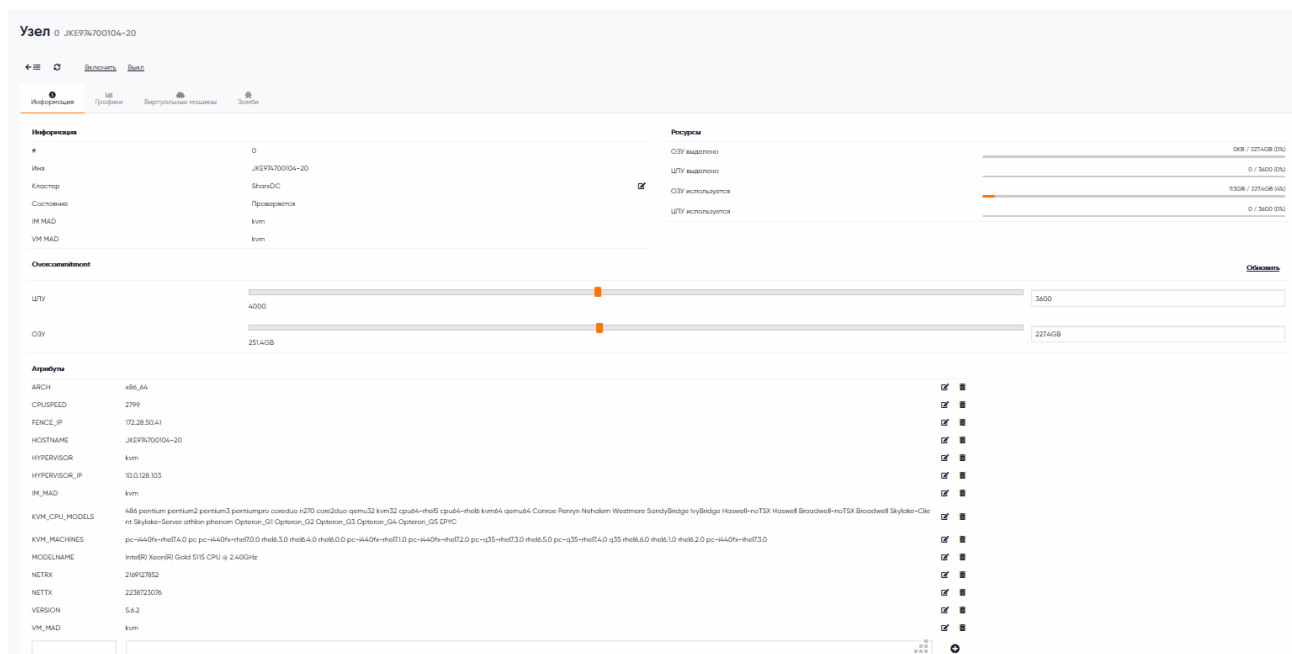 Узел 0 JKE974700104-20
Включить Выкл
Информация Графики Виртуальные машины Зомби
Информация
# 0
Имя JKE974700104-20
Кластер SharxDC
Состояние Проверяется
IM MAD kvm
VM MAD kvm
Ресурсы
ОЗУ выделено 0KB / 227.4GB (0%)
ЦПУ выделено 0 / 3600 (0%)
ОЗУ используется 9.3GB / 227.4GB (4%)
ЦПУ используется 0 / 3600 (0%)
Overcommitment Обновить
ЦПУ 4000 3600
ОЗУ 251.4GB 227.4GB
Атрибуты
ARCH x86_64
CPUSPEED 2799
FENCE_IP 172.28.50.41
HOSTNAME JKE974700104-20
HYPERVISOR kvm
HYPERVISOR_IP 10.0.128.103
IM_MAD kvm
KVM_CPU_MODELS 486 pentium pentium2 pentium3 pentiumpro coreduo n270 core2duo qemu32 kvm32 cpu64-rhel5 cpu64-rhel6 kvm64 qemu64 Conroe Penryn Nehalem Westmere SandyBridge IvyBridge Haswell-noTSX Haswell Broadwell-noTSX Broadwell Skylake-Clie
nt Skylake-Server athlon phenom Opteron_G1 Opteron_G2 Opteron_G3 Opteron_G4 Opteron_G5 EPYC
KVM_MACHINES pc-i440fx-rhel7.4.0 pc pc-i440fx-rhel7.0.0 rhel6.3.0 rhel6.4.0 rhel6.0.0 pc-i440fx-rhel7.1.0 pc-i440fx-rhel7.2.0 pc-q35-rhel7.3.0 rhel6.5.0 pc-q35-rhel7.4.0 q35 rhel6.6.0 rhel6.1.0 rhel6.2.0 pc-i440fx-rhel7.3.0
MODELNAME Intel(R) Xeon(R) Gold 5115 CPU @ 2.40GHz
NETRX 2169127852
NETTX 2238723076
VERSION 5.6.2
VM_MAD kvm